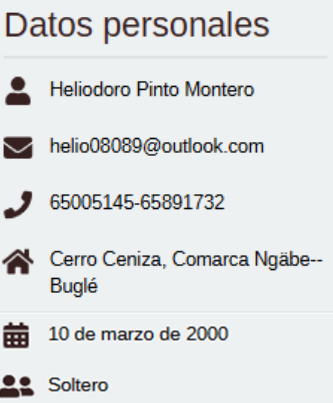 Datos personales
Heliodoro Pinto Montero
helio08089@outlook.com
65005145-65891732
Cerro Ceniza, Comarca Ngäbe--
Buglé
10 de marzo de 2000
Soltero